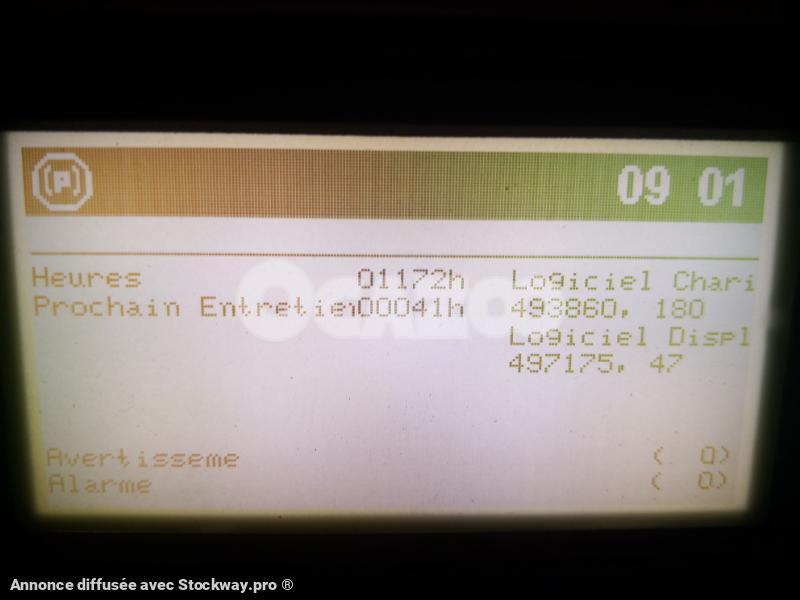 (P) 09 01
Heures 01172h Logiciel Chari
Prochain Entretien00041h 493860, 180
Logiciel Displ
497175, 47
Avertisseme ( 0)
Alarme ( 0)
Annonce diffusée avec Stockway.pro ®